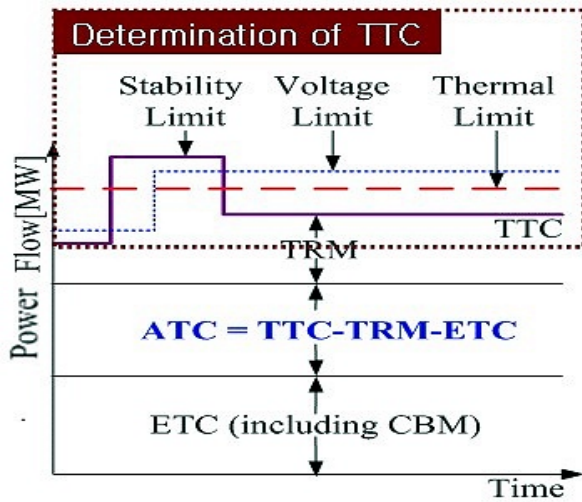 Determination of TTC
Stability Limit
Voltage Limit
Thermal Limit
Power Flow[MW]
TTC
TRM
ATC = TTC-TRM-ETC
ETC (including CBM)
Time